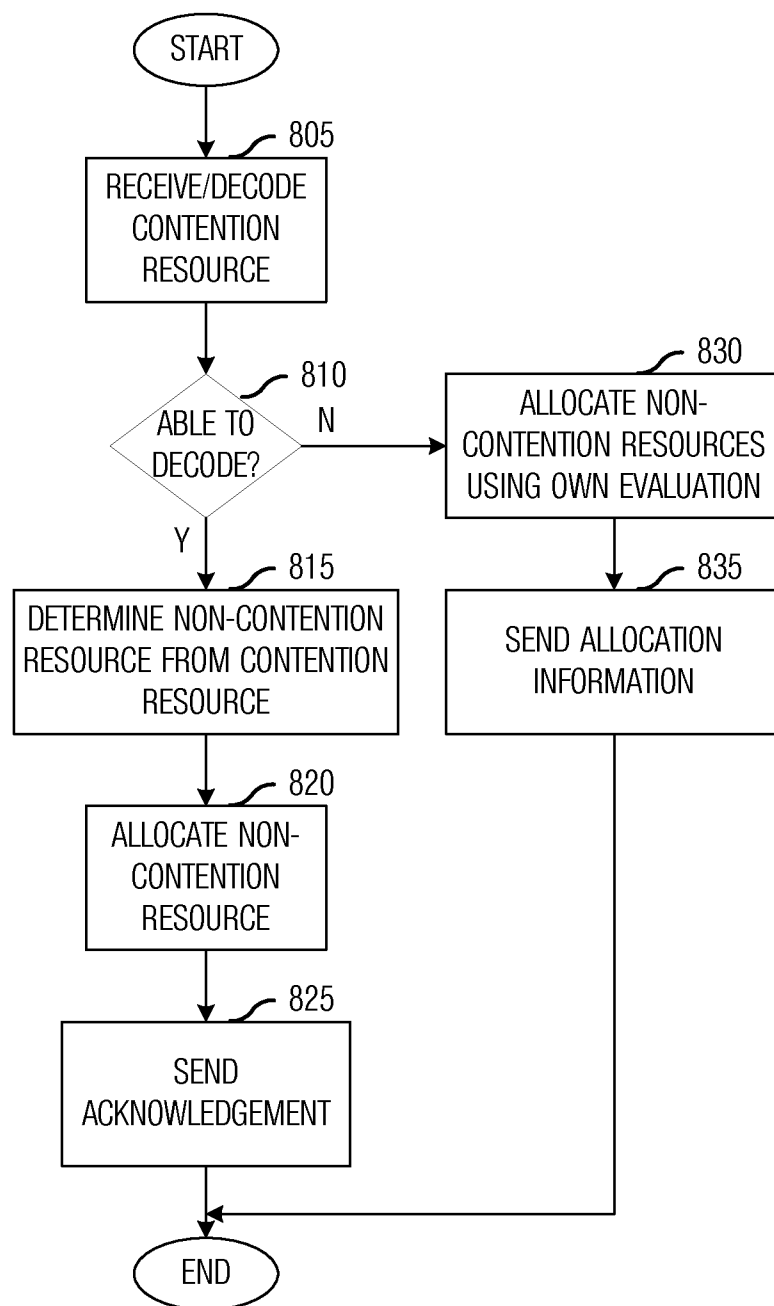 START
805
RECEIVE/DECODE
CONTENTION
RESOURCE
810
ABLE TO
DECODE?
N
Y
830
ALLOCATE NON-
CONTENTION RESOURCES
USING OWN EVALUATION
815
DETERMINE NON-CONTENTION
RESOURCE FROM CONTENTION
RESOURCE
835
SEND ALLOCATION
INFORMATION
820
ALLOCATE NON-
CONTENTION
RESOURCE
825
SEND
ACKNOWLEDGEMENT
END